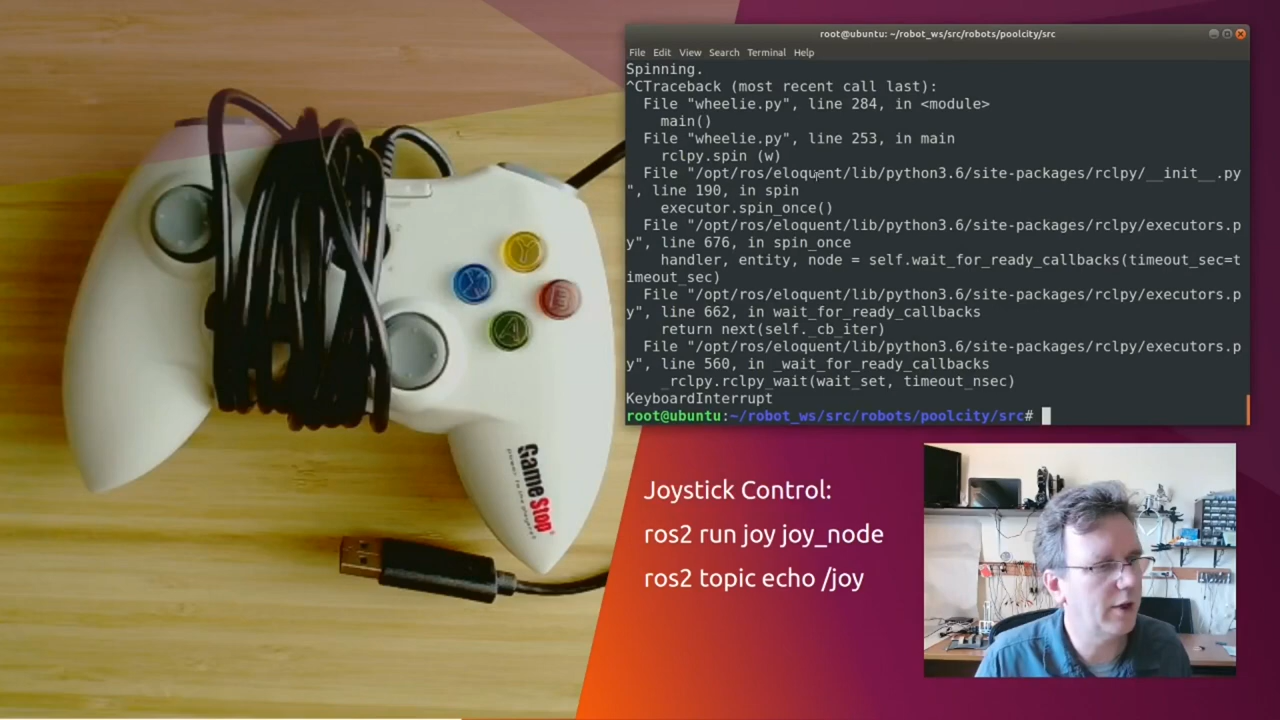 root@ubuntu: ~/robot_ws/src/robots/poolcity/src
File Edit View Search Terminal Help
Spinning.
^CTraceback (most recent call last):
  File "wheelie.py", line 284, in <module>
    main()
  File "wheelie.py", line 253, in main
    rclpy.spin (w)
  File "/opt/ros/eloquent/lib/python3.6/site-packages/rclpy/__init__.py
", line 190, in spin
    executor.spin_once()
  File "/opt/ros/eloquent/lib/python3.6/site-packages/rclpy/executors.p
y", line 676, in spin_once
    handler, entity, node = self.wait_for_ready_callbacks(timeout_sec=t
imeout_sec)
  File "/opt/ros/eloquent/lib/python3.6/site-packages/rclpy/executors.p
y", line 662, in wait_for_ready_callbacks
    return next(self._cb_iter)
  File "/opt/ros/eloquent/lib/python3.6/site-packages/rclpy/executors.p
y", line 560, in _wait_for_ready_callbacks
    _rclpy.rclpy_wait(wait_set, timeout_nsec)
KeyboardInterrupt
root@ubuntu:~/robot_ws/src/robots/poolcity/src#
Y
X
B
A
GameStop
power to the players
Joystick Control:
ros2 run joy joy_node
ros2 topic echo /joy